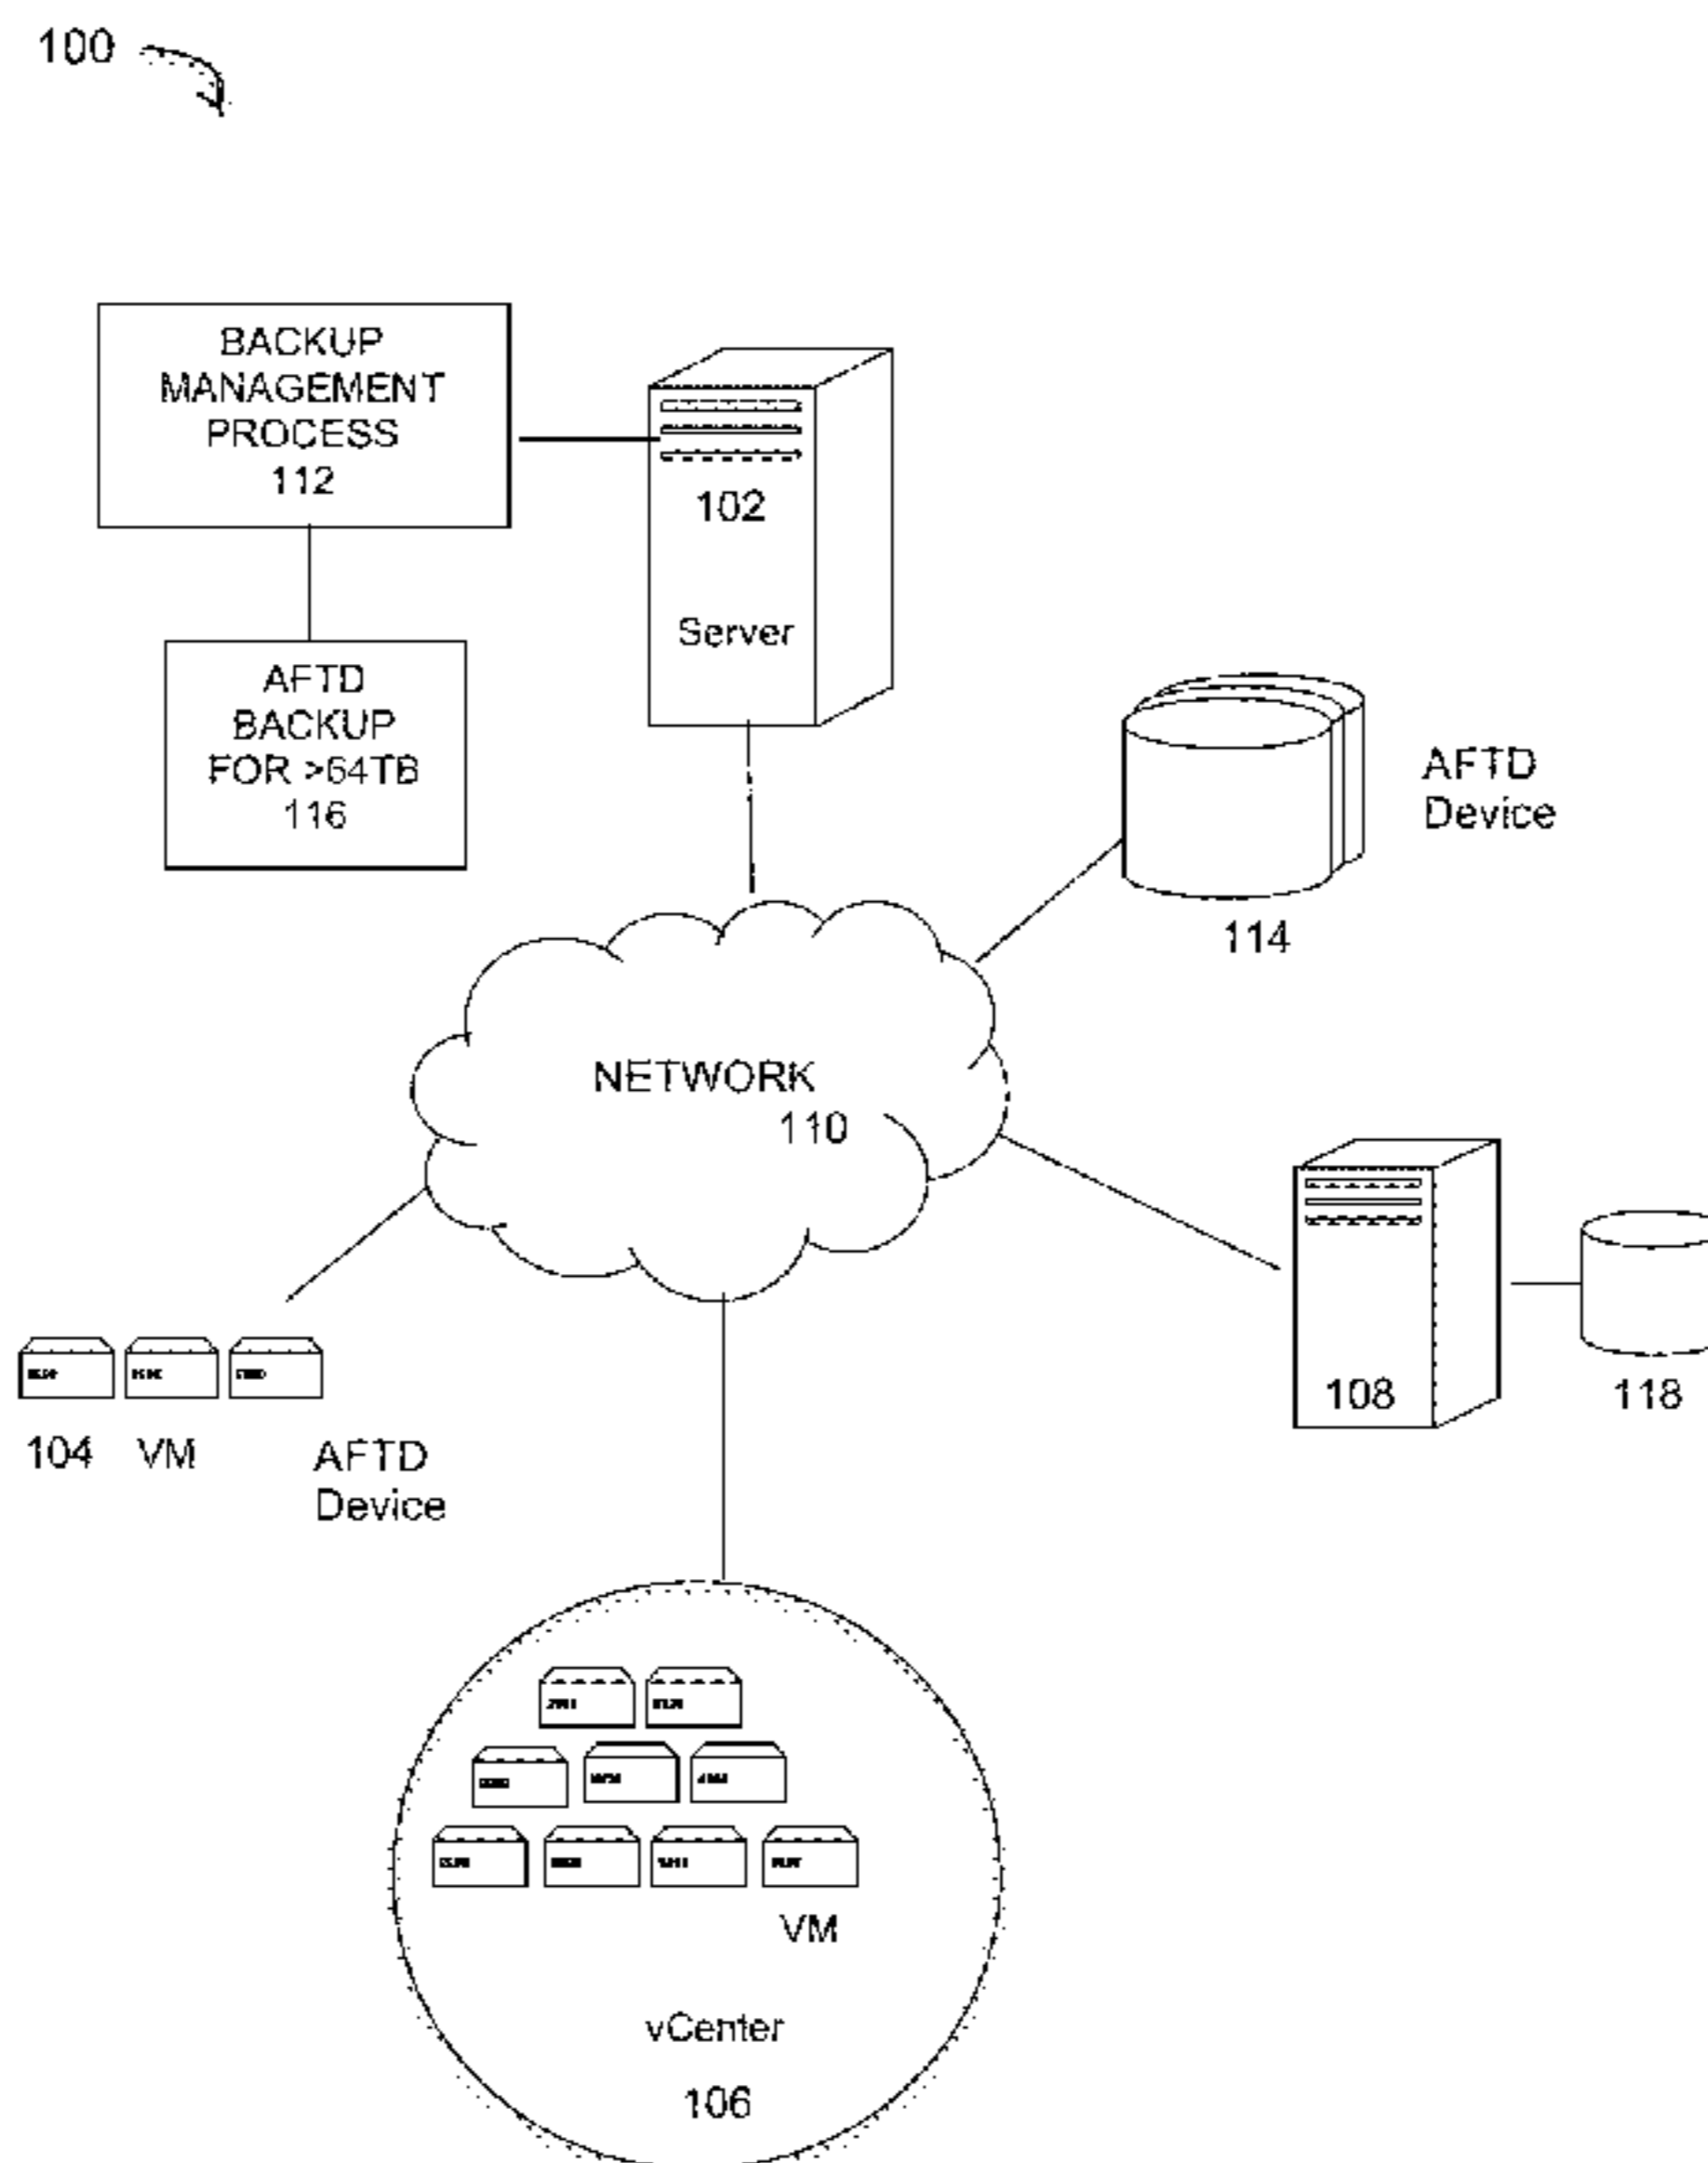 100
BACKUP
MANAGEMENT
PROCESS
112
102
Server
AFTD
BACKUP
FOR >64TB
116
AFTD
Device
114
NETWORK
110
108
118
104 VM
AFTD
Device
VM
vCenter
106